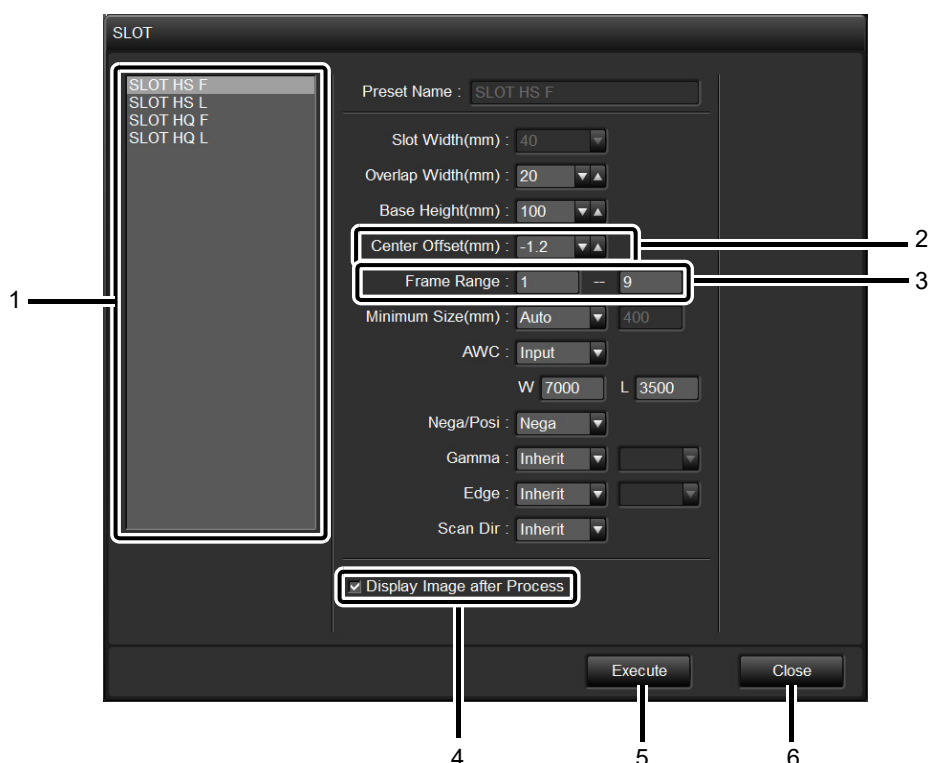 SLOT
SLOT HS F
SLOT HS L
SLOT HQ F
SLOT HQ L
Preset Name : SLOT HS F
Slot Width(mm) : 40
Overlap Width(mm) : 20
Base Height(mm) : 100
Center Offset(mm) : -1.2
2
Frame Range : 1 -- 9
3
1
Minimum Size(mm) : Auto 400
AWC : Input
W 7000 L 3500
Nega/Posi : Nega
Gamma : Inherit
Edge : Inherit
Scan Dir : Inherit
Display Image after Process
Execute Close
4 5 6